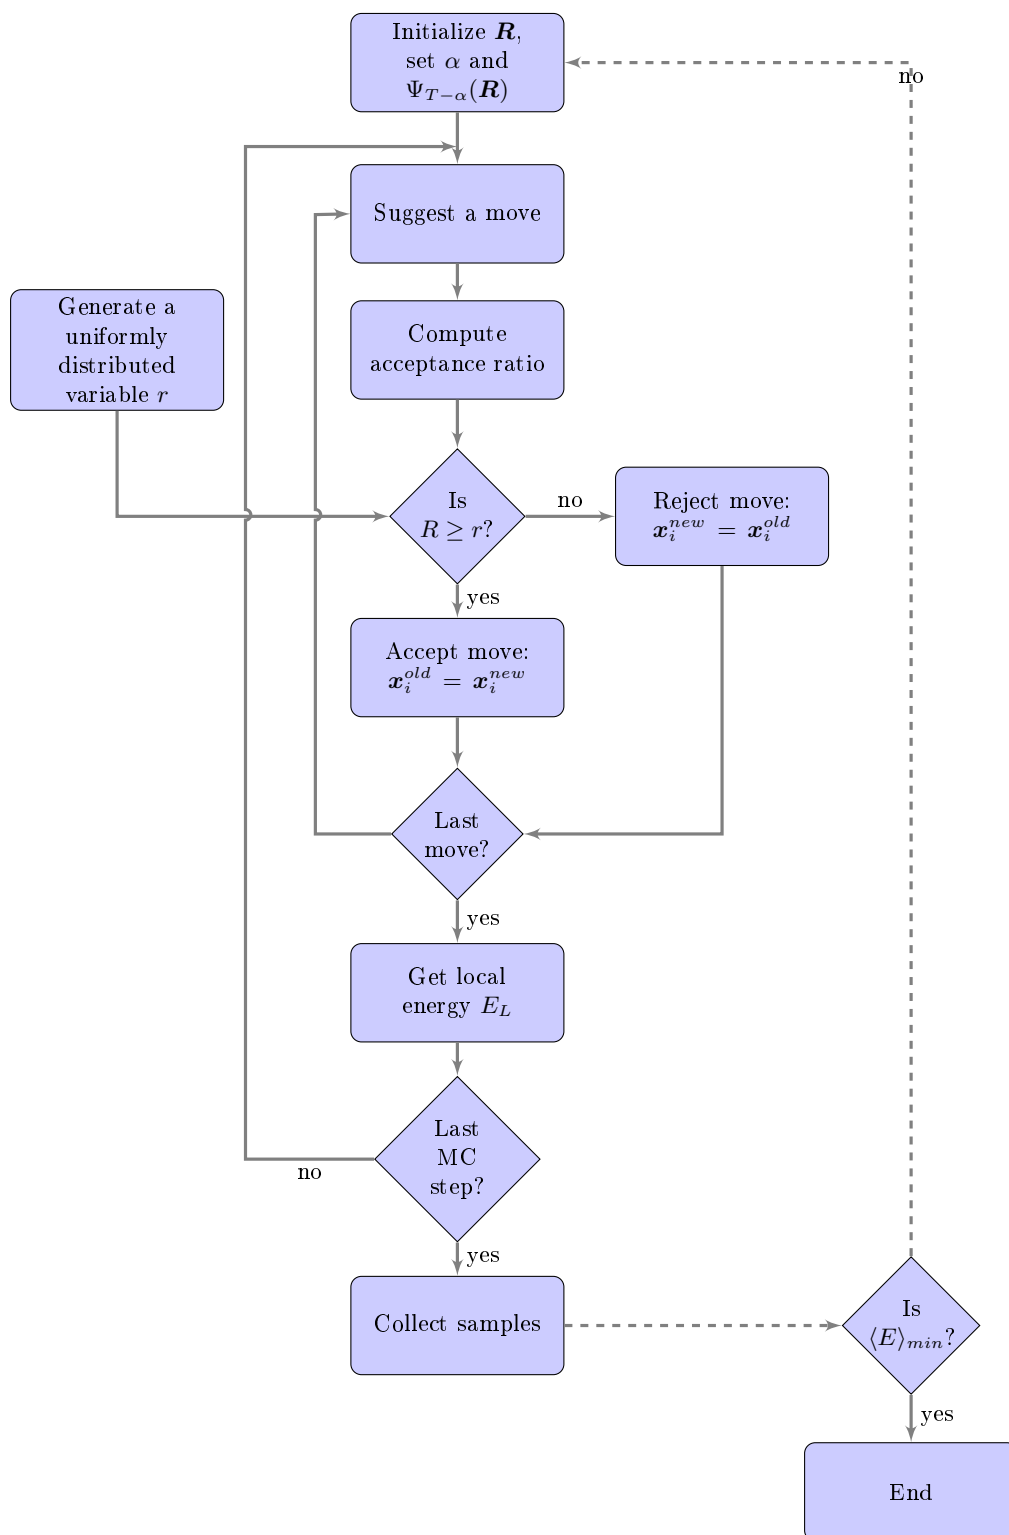 Initialize R,
set α and
Ψ_{T−α}(R)
no
Suggest a move
Generate a
uniformly
distributed
variable r
Compute
acceptance ratio
Is
R ≥ r?
no
Reject move:
x_i^{new} = x_i^{old}
yes
Accept move:
x_i^{old} = x_i^{new}
Last
move?
yes
Get local
energy E_L
Last
MC
step?
no
yes
Collect samples
Is
⟨E⟩_{min}?
yes
End